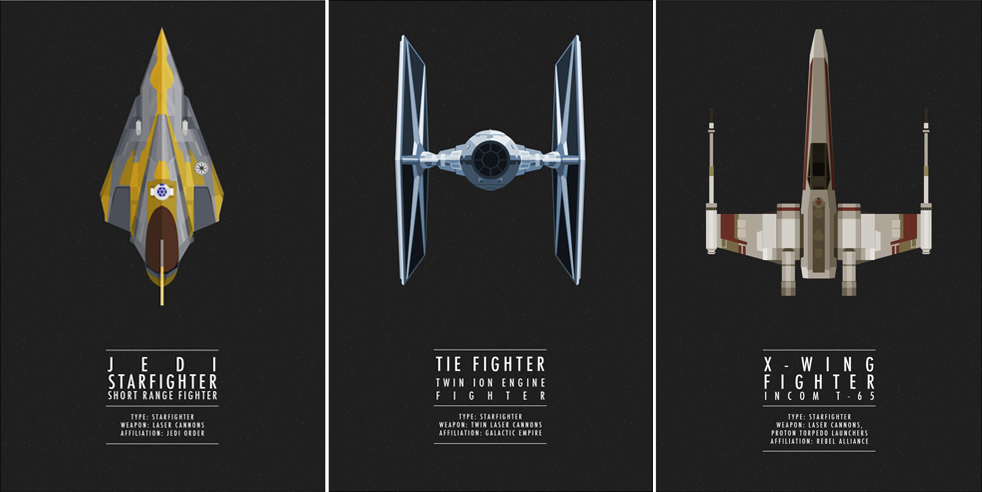 JEDI
STARFIGHTER
SHORT RANGE FIGHTER
TYPE: STARFIGHTER
WEAPON: LASER CANNONS
AFFILIATION: JEDI ORDER
TIE FIGHTER
TWIN ION ENGINE
FIGHTER
TYPE: STARFIGHTER
WEAPON: TWIN LASER CANNONS
AFFILIATION: GALACTIC EMPIRE
X-WING
FIGHTER
INCOM T-65
TYPE: STARFIGHTER
WEAPON: LASER CANNONS,
PROTON TORPEDO LAUNCHERS
AFFILIATION: REBEL ALLIANCE